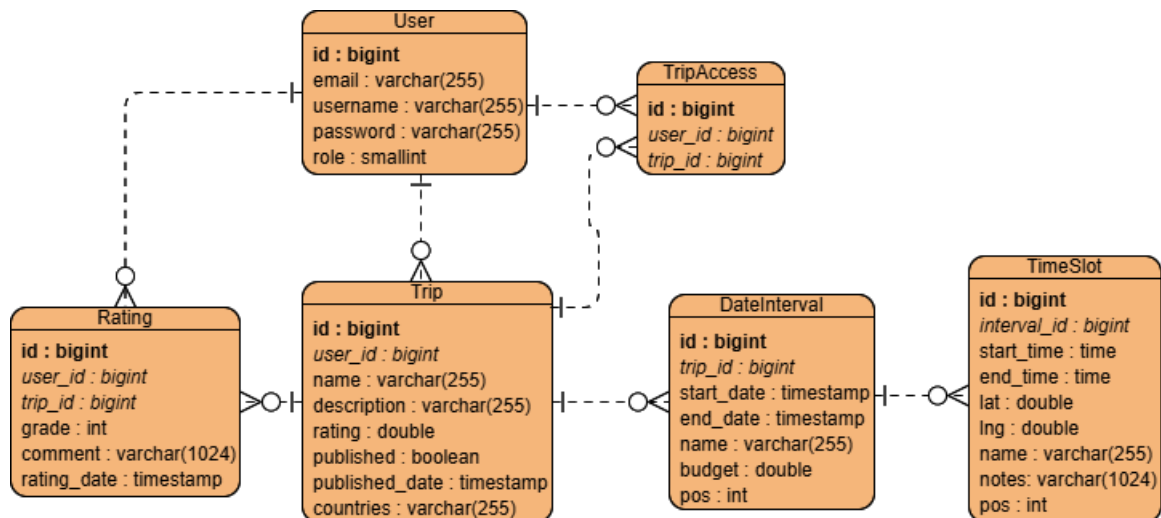 User
id : bigint
email : varchar(255)
username : varchar(255)
password : varchar(255)
role : smallint
TripAccess
id : bigint
user_id : bigint
trip_id : bigint
Rating
id : bigint
user_id : bigint
trip_id : bigint
grade : int
comment : varchar(1024)
rating_date : timestamp
Trip
id : bigint
user_id : bigint
name : varchar(255)
description : varchar(255)
rating : double
published : boolean
published_date : timestamp
countries : varchar(255)
DateInterval
id : bigint
trip_id : bigint
start_date : timestamp
end_date : timestamp
name : varchar(255)
budget : double
pos : int
TimeSlot
id : bigint
interval_id : bigint
start_time : time
end_time : time
lat : double
lng : double
name : varchar(255)
notes: varchar(1024)
pos : int